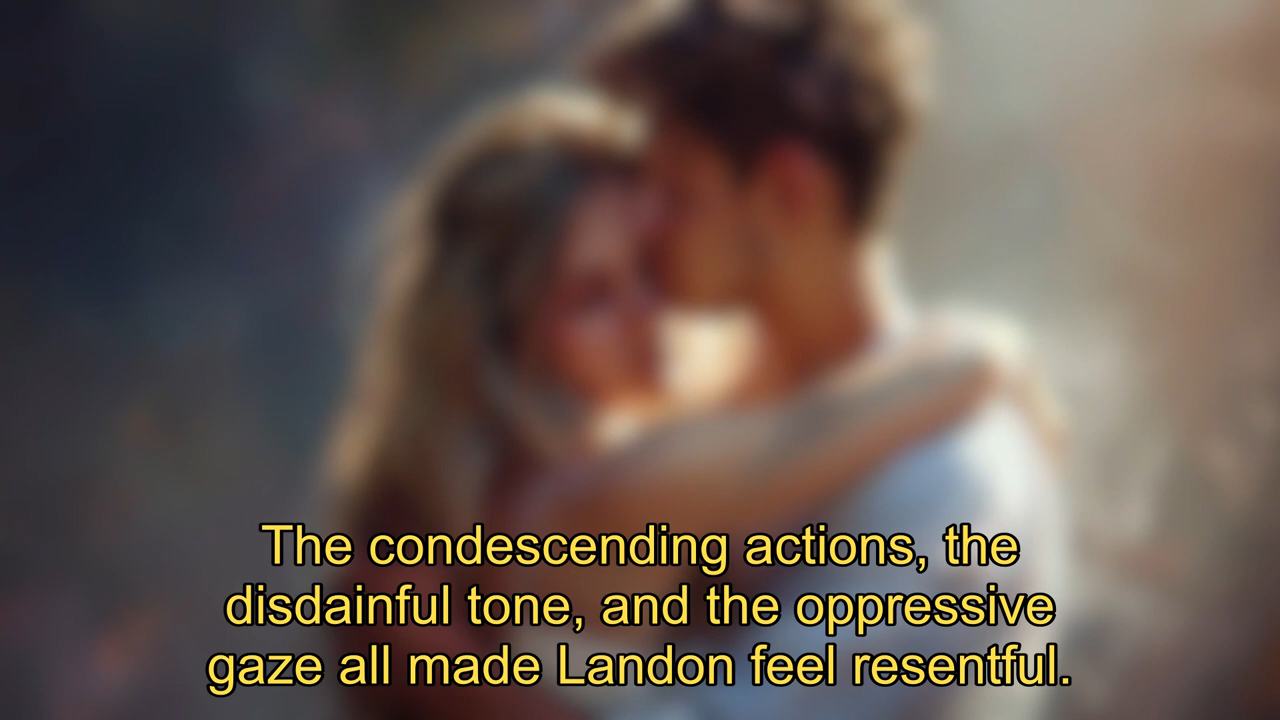 The condescending actions, the
disdainful tone, and the oppressive
gaze all made Landon feel resentful.